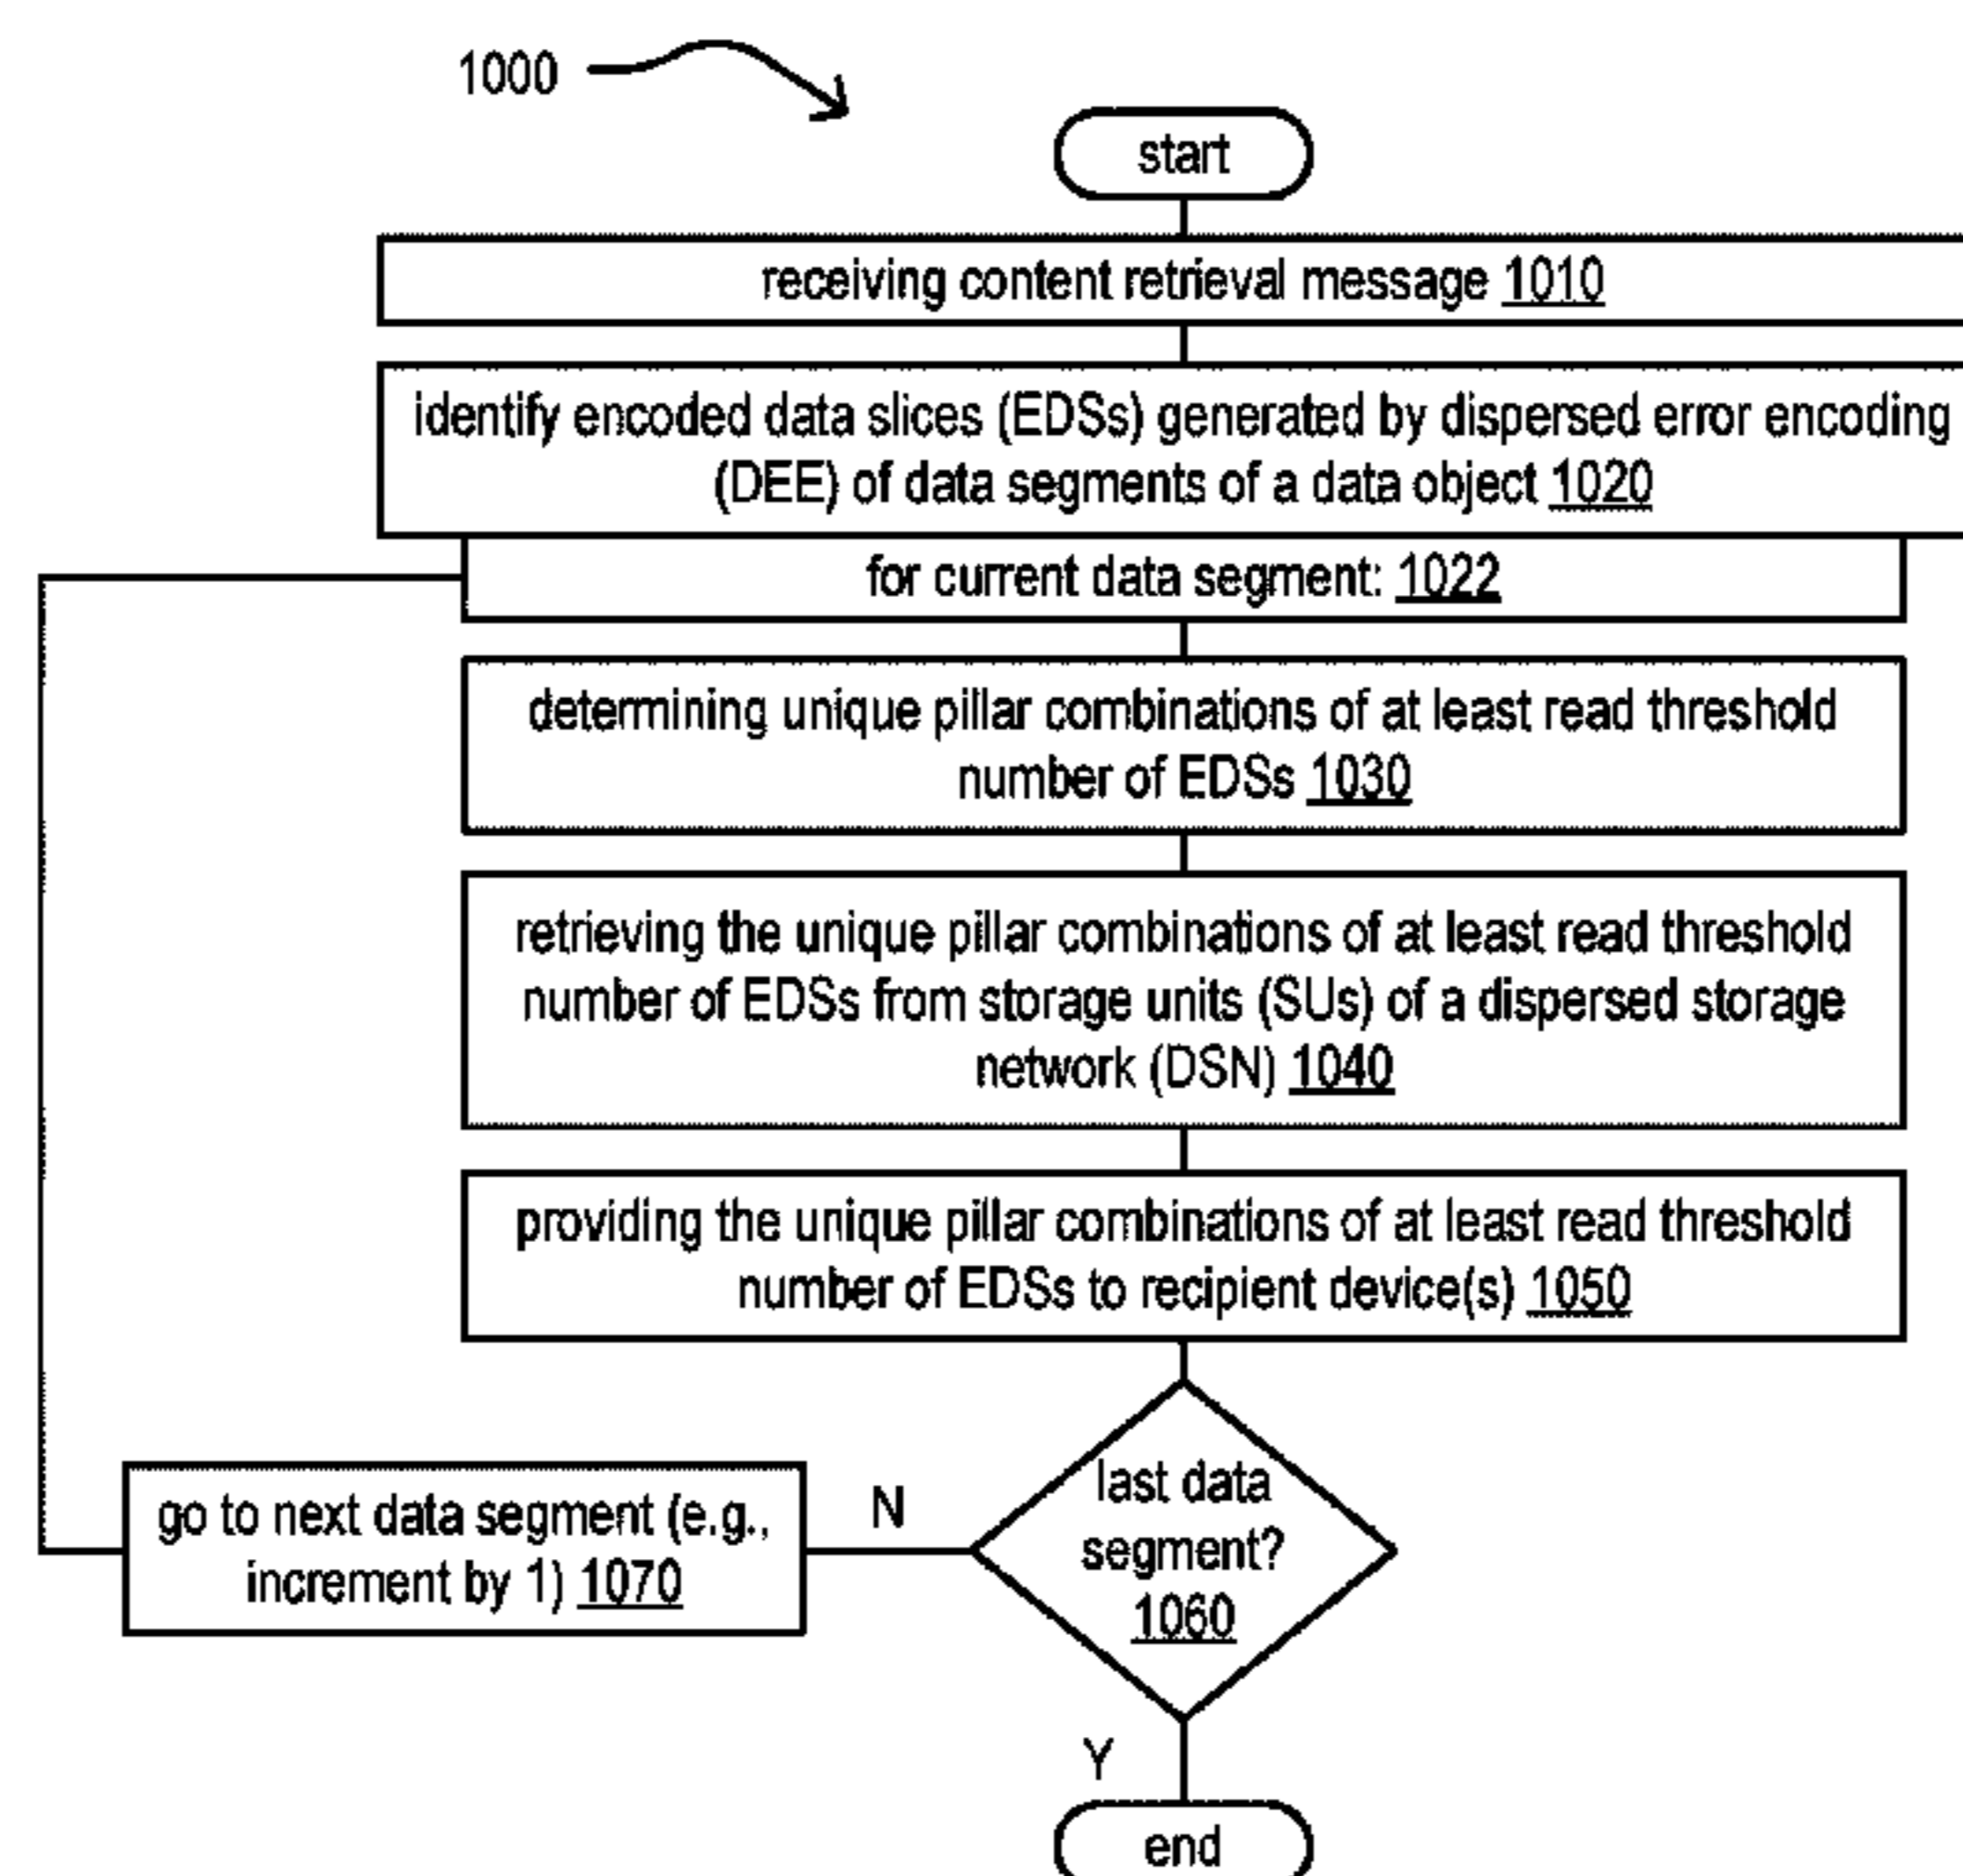 1000
start
receiving content retrieval message 1010
identify encoded data slices (EDSs) generated by dispersed error encoding
(DEE) of data segments of a data object 1020
for current data segment: 1022
determining unique pillar combinations of at least read threshold
number of EDSs 1030
retrieving the unique pillar combinations of at least read threshold
number of EDSs from storage units (SUs) of a dispersed storage
network (DSN) 1040
providing the unique pillar combinations of at least read threshold
number of EDSs to recipient device(s) 1050
last data
segment?
1060
N
go to next data segment (e.g.,
increment by 1) 1070
Y
end